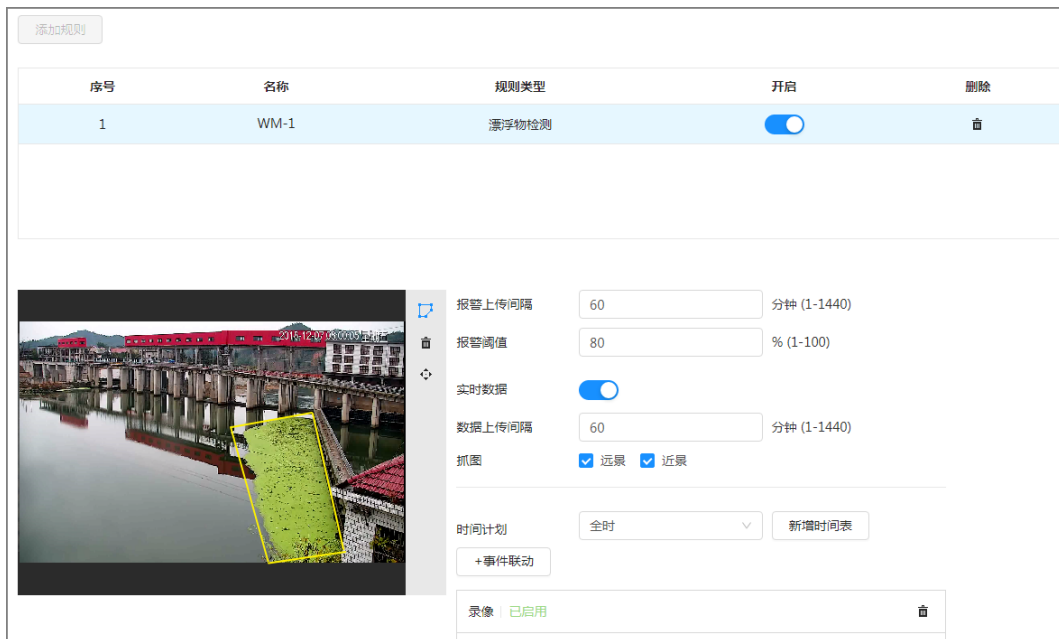 添加规则
序号 名称 规则类型 开启 删除
1 WM-1 漂浮物检测
报警上传间隔 60 分钟 (1-1440)
报警阈值 80 % (1-100)
实时数据
数据上传间隔 60 分钟 (1-1440)
抓图 远景 近景
时间计划 全时 新增时间表
+事件联动
录像 已启用